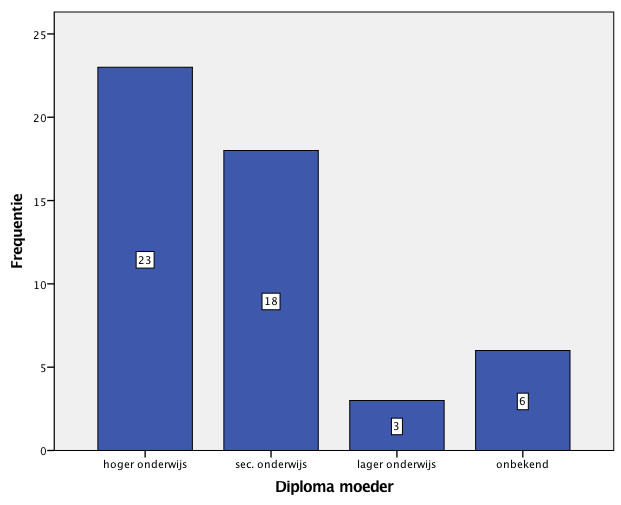 Frequentie
25
20
15
10
5
0
23
18
3
6
hoger onderwijs
sec. onderwijs
lager onderwijs
onbekend
Diploma moeder